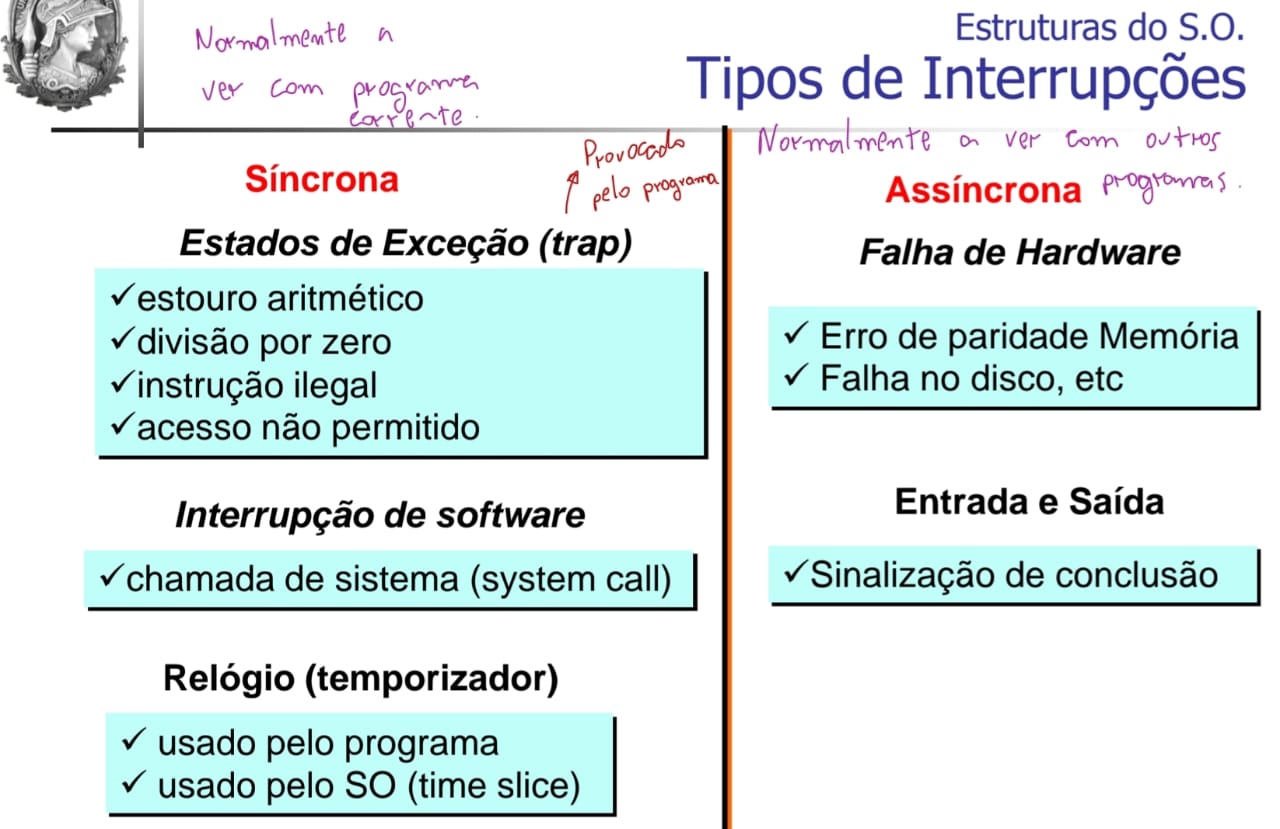 Estruturas do S.O.
Tipos de Interrupções
Normalmente a
ver com programa
corrente.
Síncrona
Provocado
pelo programa
Estados de Exceção (trap)
✓estouro aritmético
✓divisão por zero
✓instrução ilegal
✓acesso não permitido
Interrupção de software
✓chamada de sistema (system call)
Relógio (temporizador)
✓ usado pelo programa
✓ usado pelo SO (time slice)
Normalmente a ver com outros
programas.
Assíncrona
Falha de Hardware
✓ Erro de paridade Memória
✓ Falha no disco, etc
Entrada e Saída
✓Sinalização de conclusão